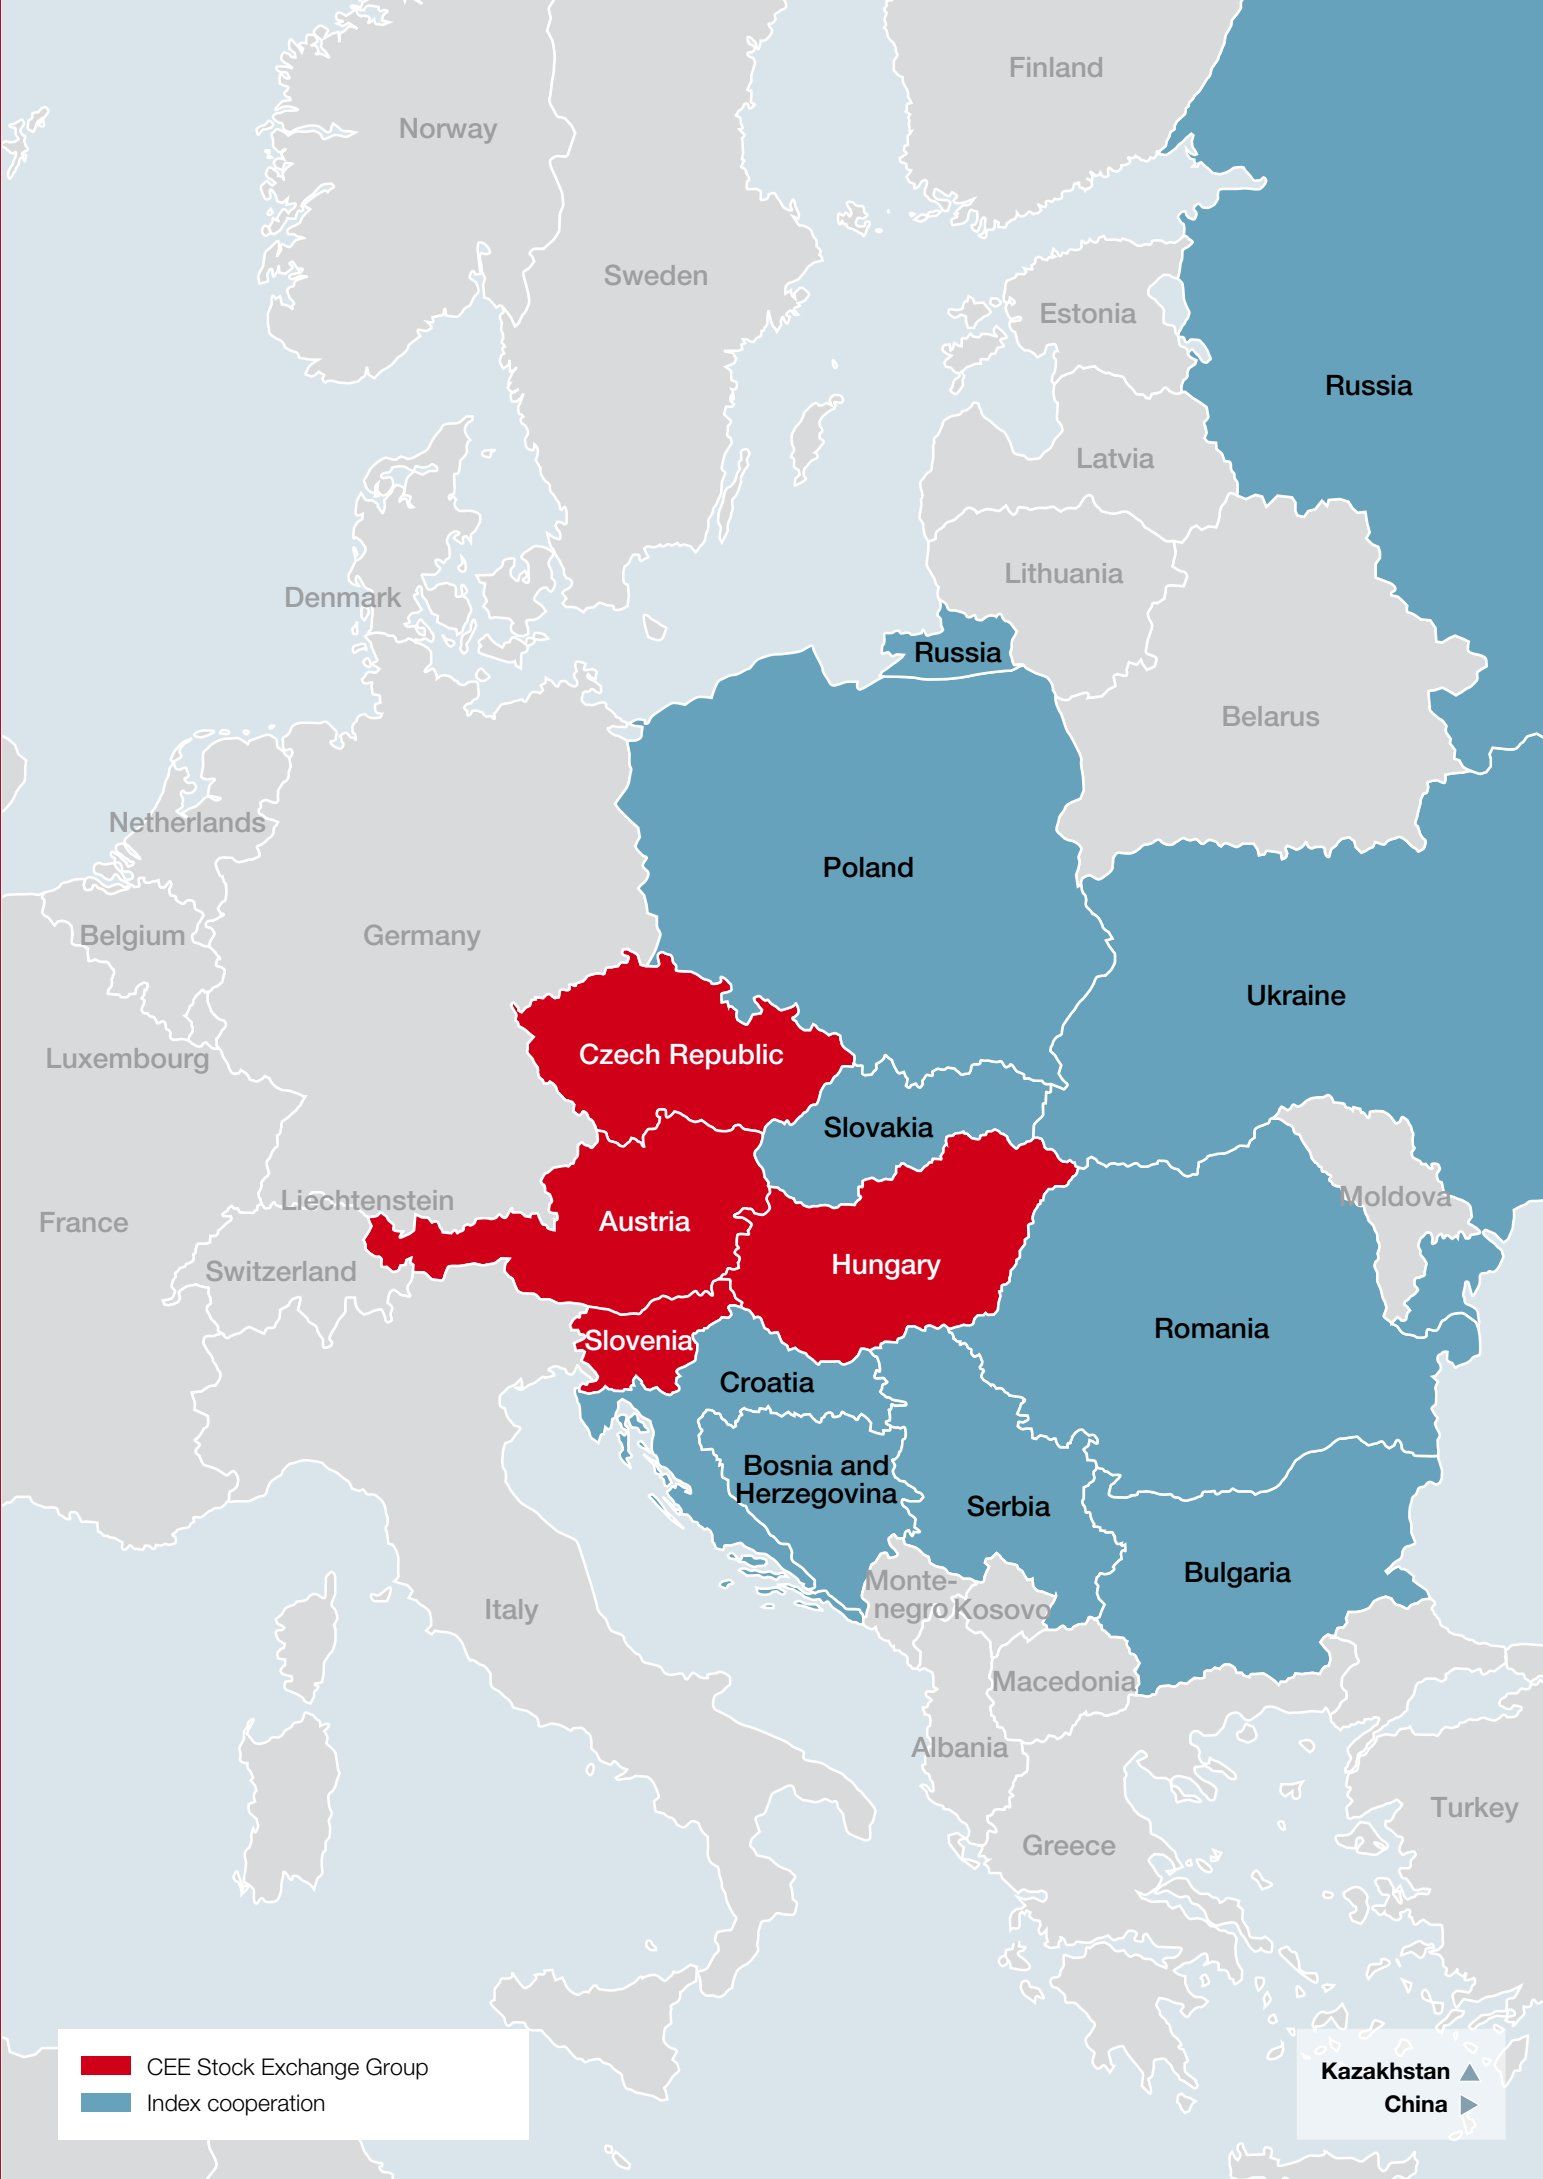 Finland
Norway
Sweden
Estonia
Russia
Latvia
Lithuania
Denmark
Russia
Belarus
Netherlands
Poland
Belgium
Germany
Ukraine
Czech Republic
Luxembourg
Slovakia
Moldova
Liechtenstein
France
Austria
Hungary
Switzerland
Romania
Slovenia
Croatia
Bosnia and
Herzegovina
Serbia
Bulgaria
Monte-
negro
Kosovo
Italy
Macedonia
Albania
Turkey
Greece
CEE Stock Exchange Group
Index cooperation
Kazakhstan
China